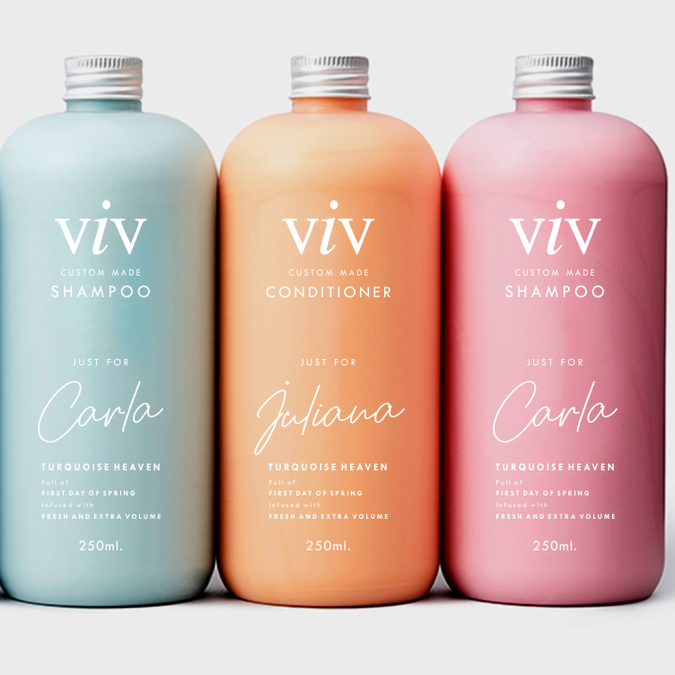 viv
CUSTOM MADE
SHAMPOO
JUST FOR
Carla
TURQUOISE HEAVEN
Full of
FIRST DAY OF SPRING
Infused with
FRESH AND EXTRA VOLUME
250ml.
viv
CUSTOM MADE
CONDITIONER
JUST FOR
Juliana
TURQUOISE HEAVEN
Full of
FIRST DAY OF SPRING
Infused with
FRESH AND EXTRA VOLUME
250ml.
viv
CUSTOM MADE
SHAMPOO
JUST FOR
Carla
TURQUOISE HEAVEN
Full of
FIRST DAY OF SPRING
Infused with
FRESH AND EXTRA VOLUME
250ml.